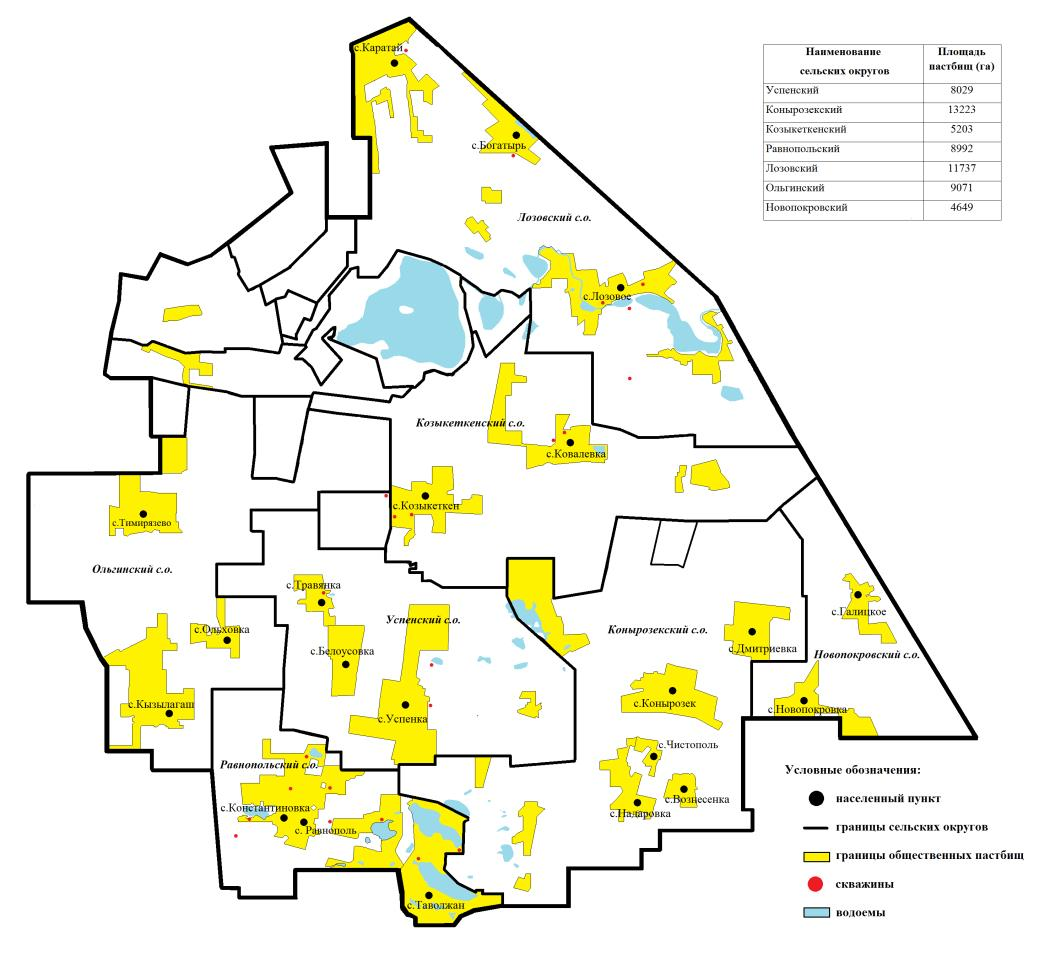 Наименование сельских округов
Площадь пастбищ (га)
Успенский 8029
Конырозекский 13223
Козыкеткенский 5203
Равнопольский 8992
Лозовский 11737
Ольгинский 9071
Новопокровский 4649
с.Каратай
с.Богатырь
Лозовский с.о.
с.Лозовое
Козыкеткенский с.о.
с.Ковалевка
с.Козыкеткен
с.Тимирязево
Ольгинский с.о.
с.Травянка
с.Галицкое
Успенский с.о.
с.Ольховка
Конырозекский с.о.
с.Белоусовка
с.Дмитриевка
Новопокровский с.о.
с.Кызылагаш
с.Конырозек
с.Новопокровка
с.Успенка
с.Чистополь
Равнопольский с.о.
с.Вознесенка
с.Константиновка
с.Надаровка
с. Равнополь
с.Таволжан
Условные обозначения:
населенный пункт
границы сельских округов
границы общественных пастбищ
скважины
водоемы